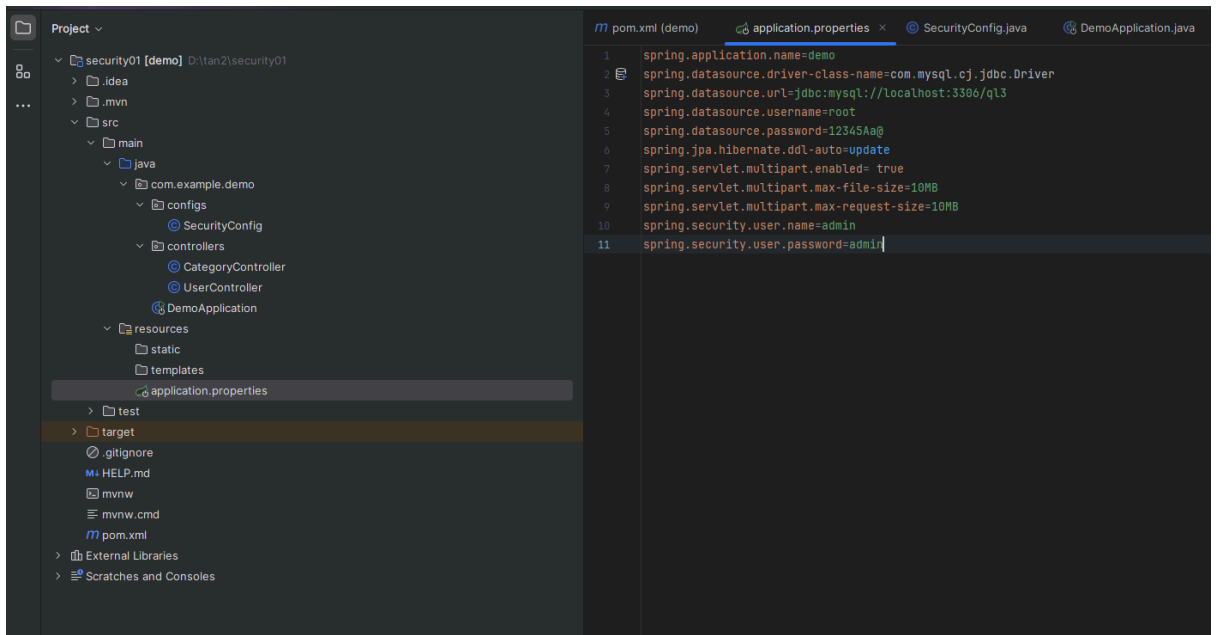 Project
security01 [demo] D:\tan2\security01
.idea
.mvn
src
main
java
com.example.demo
configs
SecurityConfig
controllers
CategoryController
UserController
DemoApplication
resources
static
templates
application.properties
test
target
.gitignore
M↓ HELP.md
mvnw
mvnw.cmd
m pom.xml
External Libraries
Scratches and Consoles
m pom.xml (demo) application.properties × © SecurityConfig.java DemoApplication.java
1 spring.application.name=demo
2 spring.datasource.driver-class-name=com.mysql.cj.jdbc.Driver
3 spring.datasource.url=jdbc:mysql://localhost:3306/ql3
4 spring.datasource.username=root
5 spring.datasource.password=12345Aa@
6 spring.jpa.hibernate.ddl-auto=update
7 spring.servlet.multipart.enabled= true
8 spring.servlet.multipart.max-file-size=10MB
9 spring.servlet.multipart.max-request-size=10MB
10 spring.security.user.name=admin
11 spring.security.user.password=admin